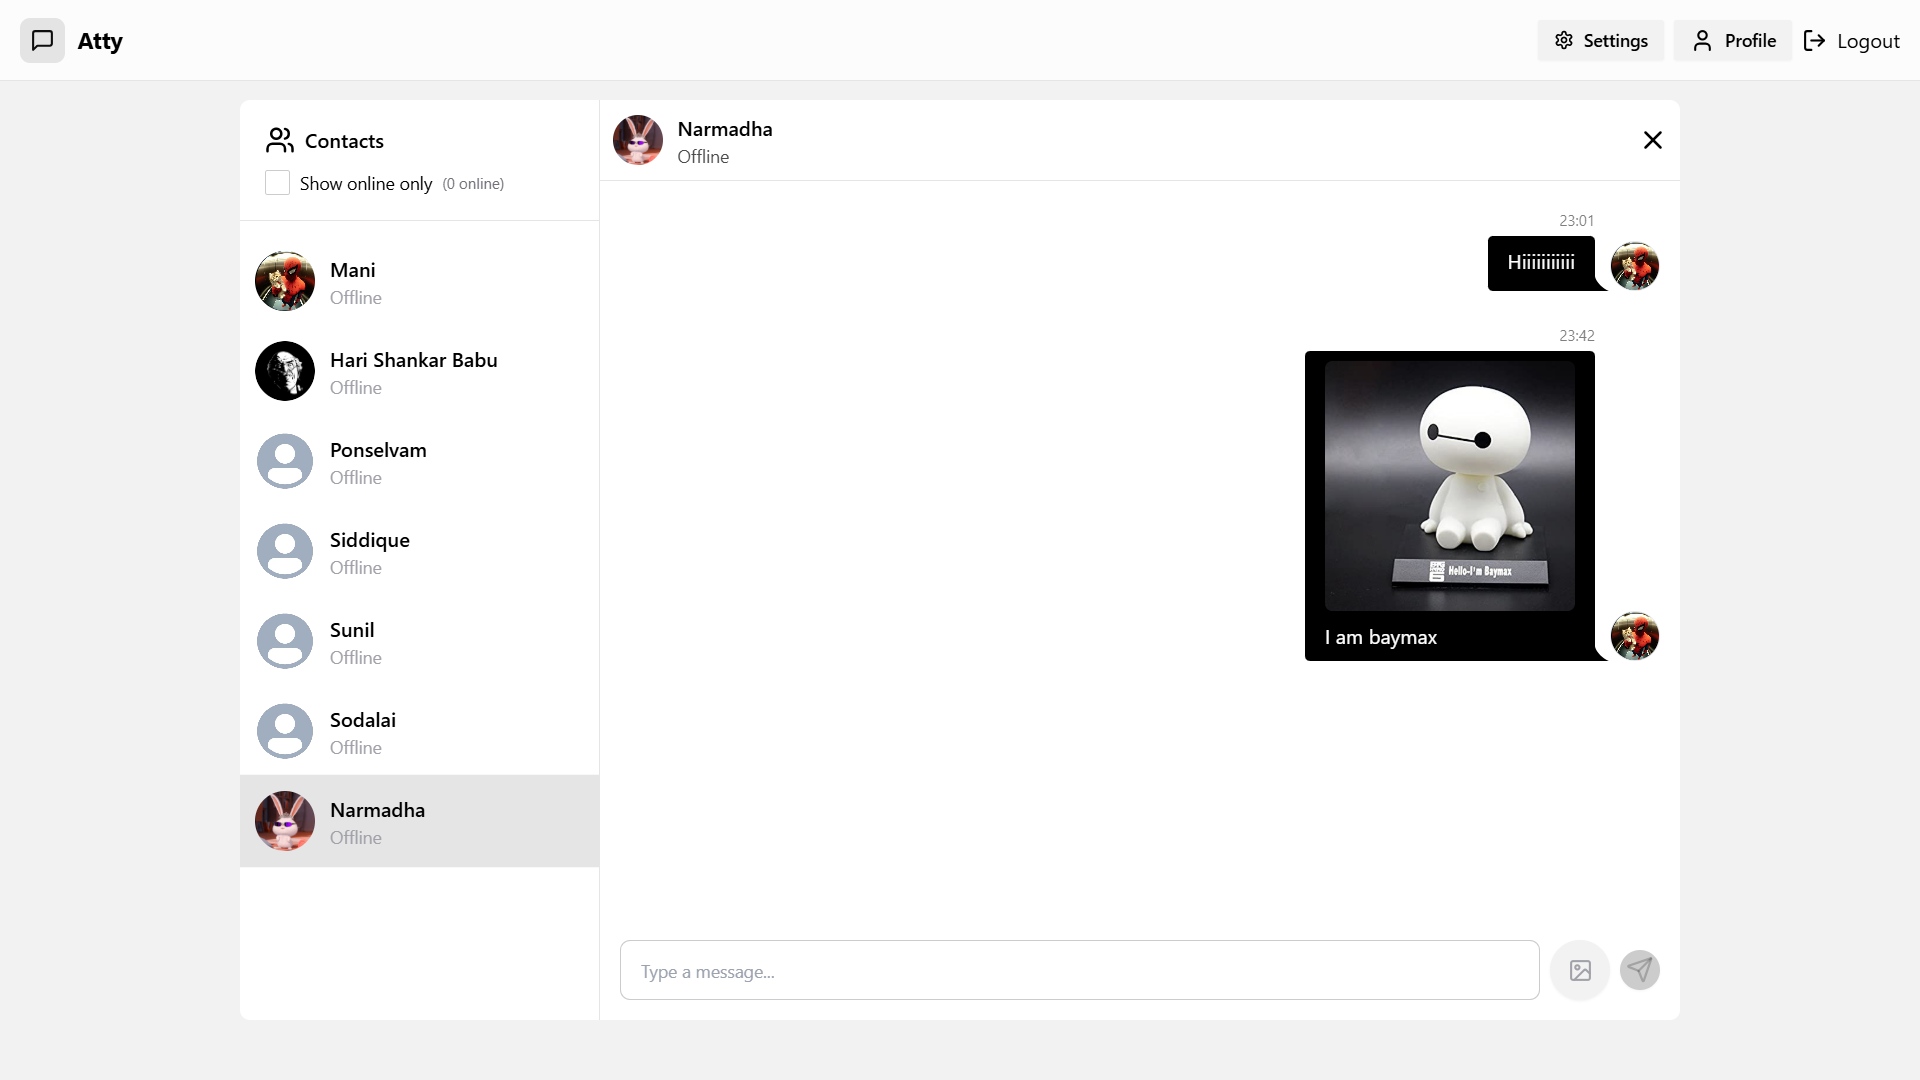 Atty
Settings
Profile
Logout
Contacts
Show online only (0 online)
Mani
Offline
Hari Shankar Babu
Offline
Ponselvam
Offline
Siddique
Offline
Sunil
Offline
Sodalai
Offline
Narmadha
Offline
Narmadha
Offline
23:01
Hiiiiiiiiiii
23:42
Hello-I'm Baymax
I am baymax
Type a message...